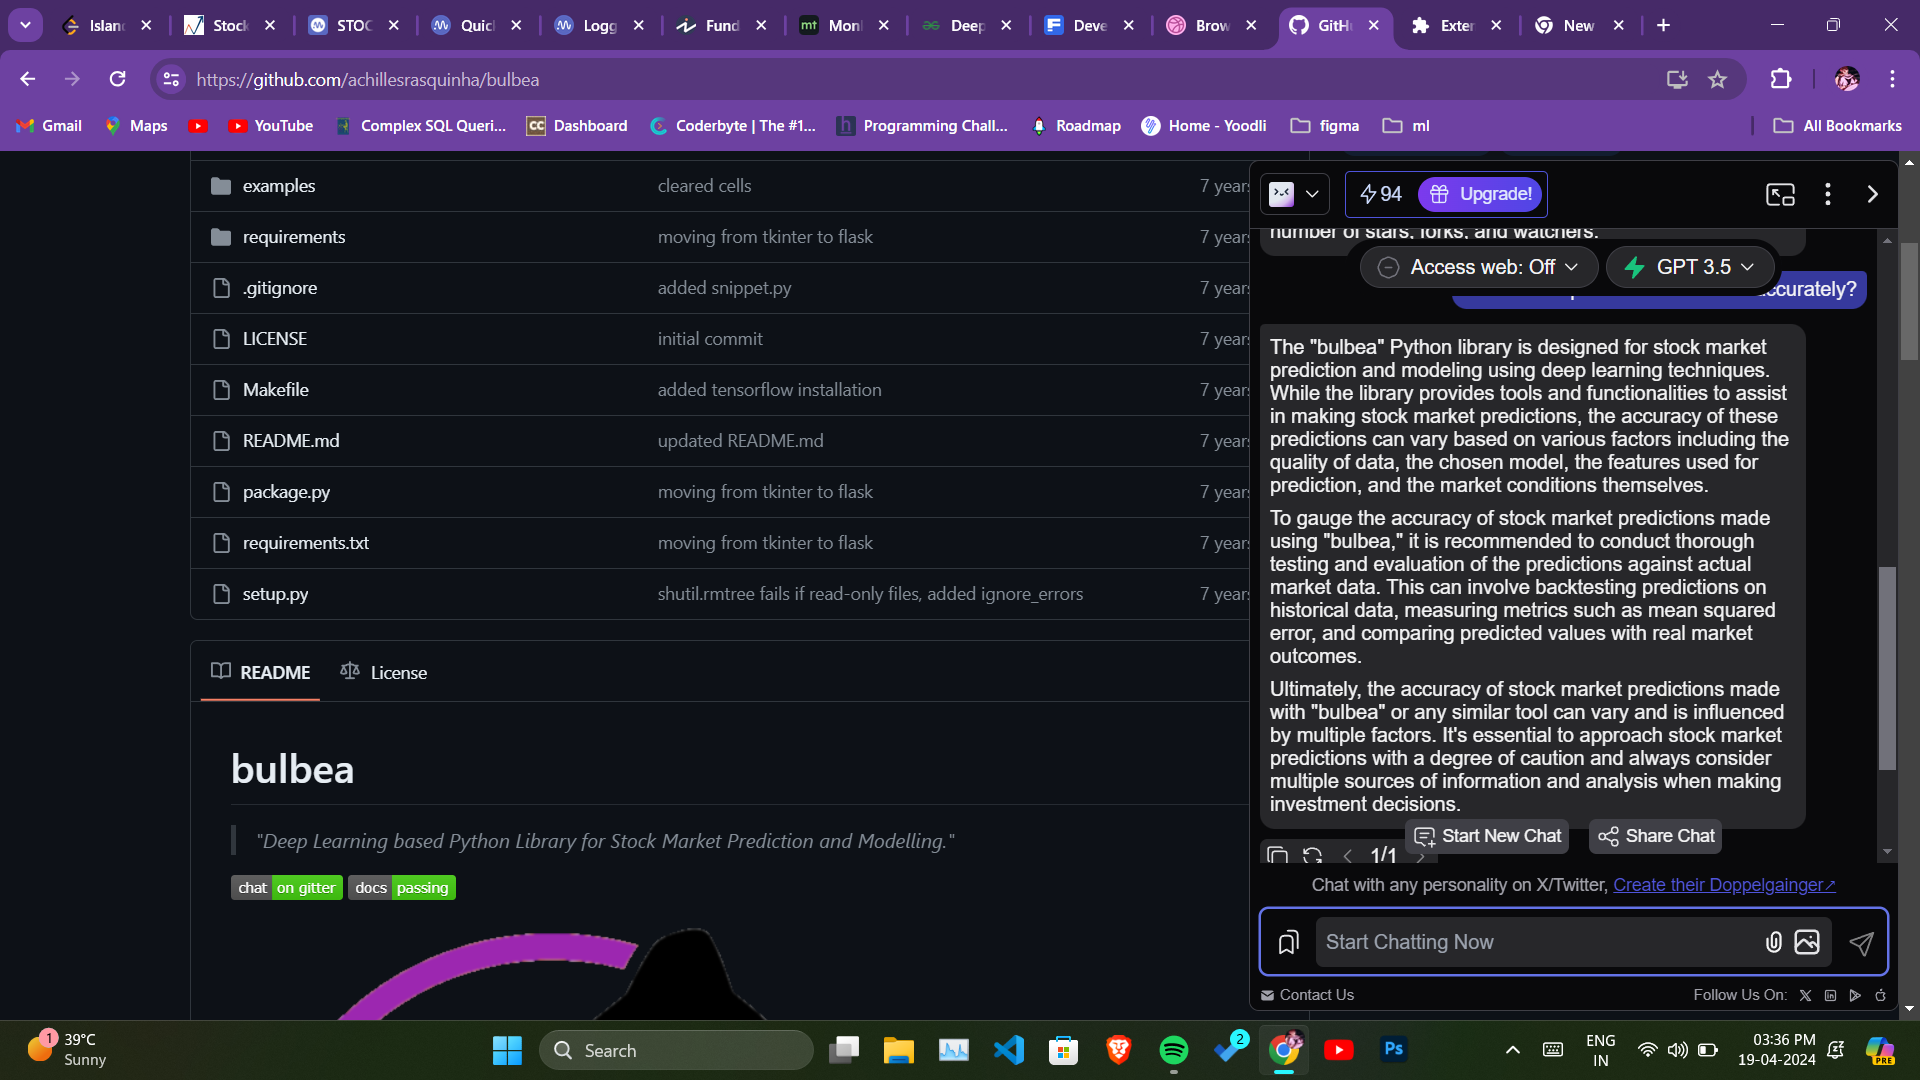 Islan
Stock
STOC
Quic
Logg
Fund
mt
Mon
Deep
Deve
Brow
GitH
Exter
New
https://github.com/achillesrasquinha/bulbea
Gmail
Maps
YouTube
Complex SQL Queri...
CC
Dashboard
Coderbyte | The #1...
h
Programming Chall...
Roadmap
Home - Yoodli
figma
ml
All Bookmarks
examples
cleared cells
7 years
requirements
moving from tkinter to flask
7 years
.gitignore
added snippet.py
7 years
LICENSE
initial commit
7 years
Makefile
added tensorflow installation
7 years
README.md
updated README.md
7 years
package.py
moving from tkinter to flask
7 years
requirements.txt
moving from tkinter to flask
7 years
setup.py
shutil.rmtree fails if read-only files, added ignore_errors
7 years
README
License
bulbea
"Deep Learning based Python Library for Stock Market Prediction and Modelling."
chat on gitter docs passing
94
Upgrade!
number of stars, forks, and watchers.
Access web: Off
GPT 3.5
accurately?
The "bulbea" Python library is designed for stock market
prediction and modeling using deep learning techniques.
While the library provides tools and functionalities to assist
in making stock market predictions, the accuracy of these
predictions can vary based on various factors including the
quality of data, the chosen model, the features used for
prediction, and the market conditions themselves.
To gauge the accuracy of stock market predictions made
using "bulbea," it is recommended to conduct thorough
testing and evaluation of the predictions against actual
market data. This can involve backtesting predictions on
historical data, measuring metrics such as mean squared
error, and comparing predicted values with real market
outcomes.
Ultimately, the accuracy of stock market predictions made
with "bulbea" or any similar tool can vary and is influenced
by multiple factors. It's essential to approach stock market
predictions with a degree of caution and always consider
multiple sources of information and analysis when making
investment decisions.
Start New Chat
Share Chat
1/1
Chat with any personality on X/Twitter, Create their Doppelgainger↗
Start Chatting Now
Contact Us
Follow Us On:
1
39°C
Sunny
Search
2
Ps
ENG
IN
03:36 PM
19-04-2024
PRE